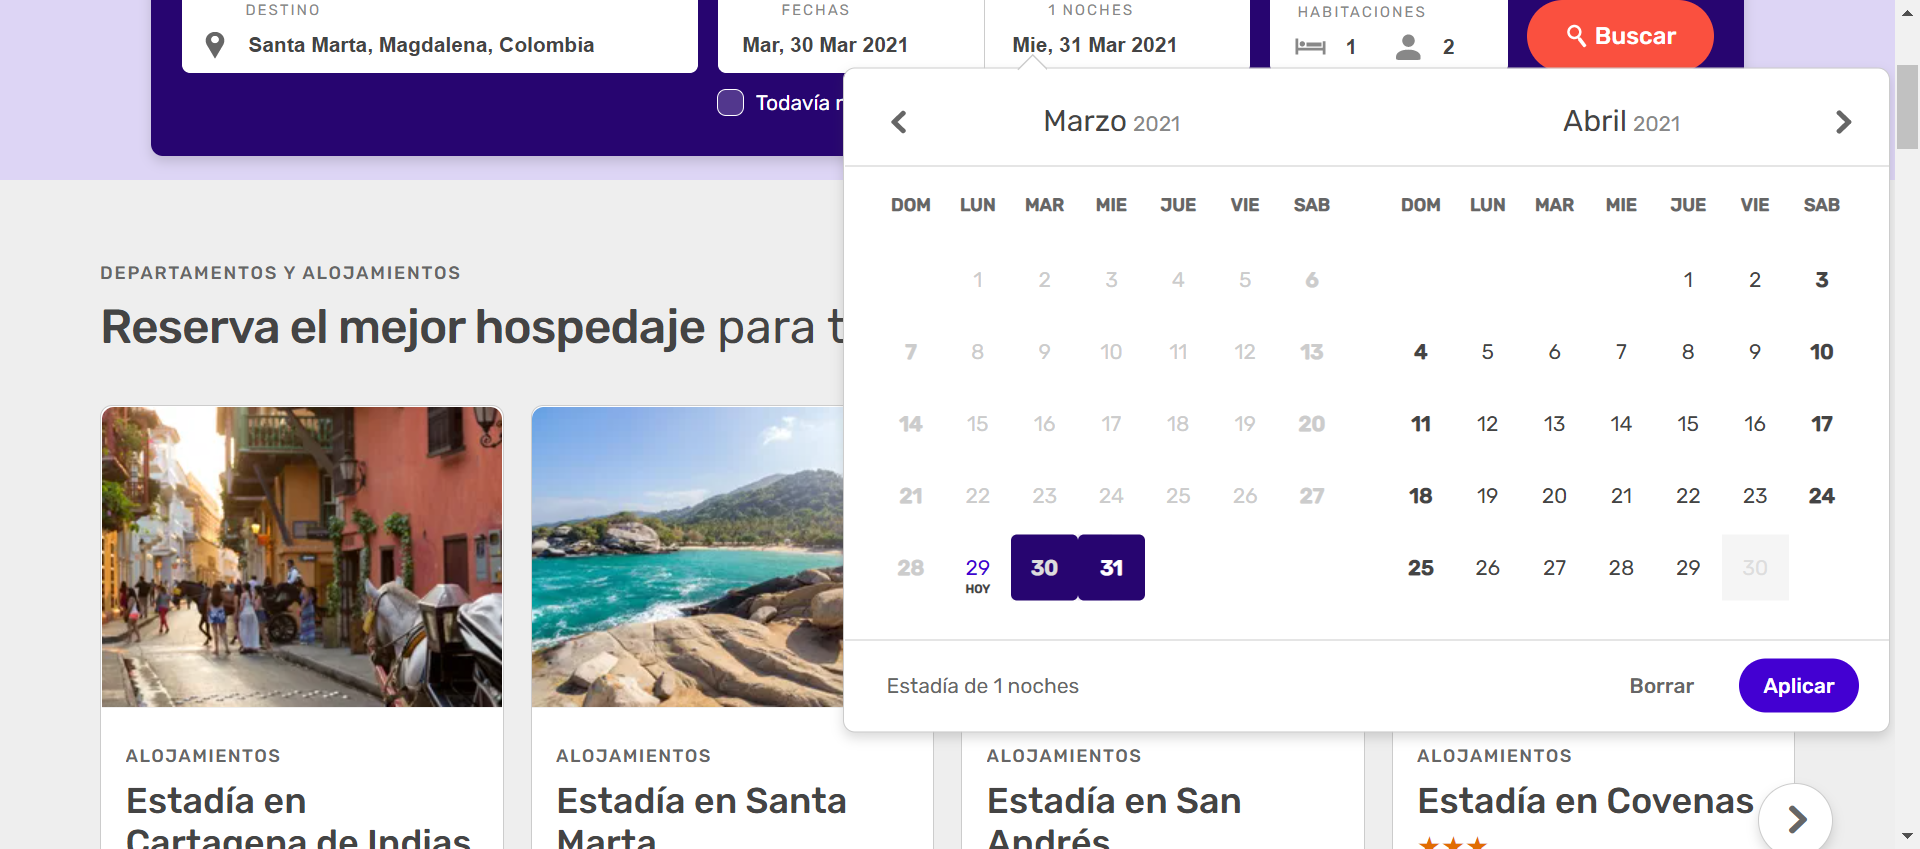 DESTINO
Santa Marta, Magdalena, Colombia
FECHAS
Mar, 30 Mar 2021
1 NOCHES
Mie, 31 Mar 2021
HABITACIONES
1 2
Buscar
Todavía
Marzo 2021
DOM LUN MAR MIE JUE VIE SAB
1 2 3 4 5 6
7 8 9 10 11 12 13
14 15 16 17 18 19 20
21 22 23 24 25 26 27
28 29 30 31
HOY
Abril 2021
DOM LUN MAR MIE JUE VIE SAB
1 2 3
4 5 6 7 8 9 10
11 12 13 14 15 16 17
18 19 20 21 22 23 24
25 26 27 28 29 30
Estadía de 1 noches
Borrar
Aplicar
DEPARTAMENTOS Y ALOJAMIENTOS
Reserva el mejor hospedaje para
ALOJAMIENTOS
Estadía en
Cartagena de Indias
ALOJAMIENTOS
Estadía en Santa
Marta
ALOJAMIENTOS
Estadía en San
Andrés
ALOJAMIENTOS
Estadía en Covenas